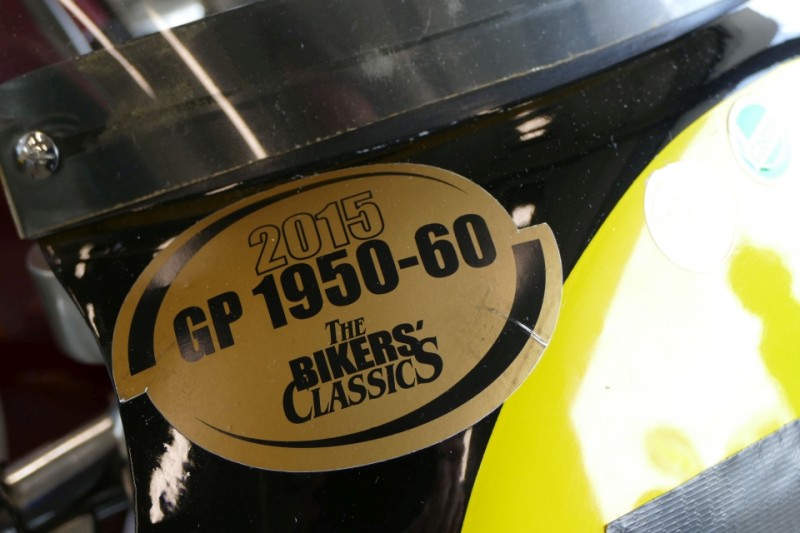 2015
GP 1950-60
THE
BIKERS'
CLASSICS